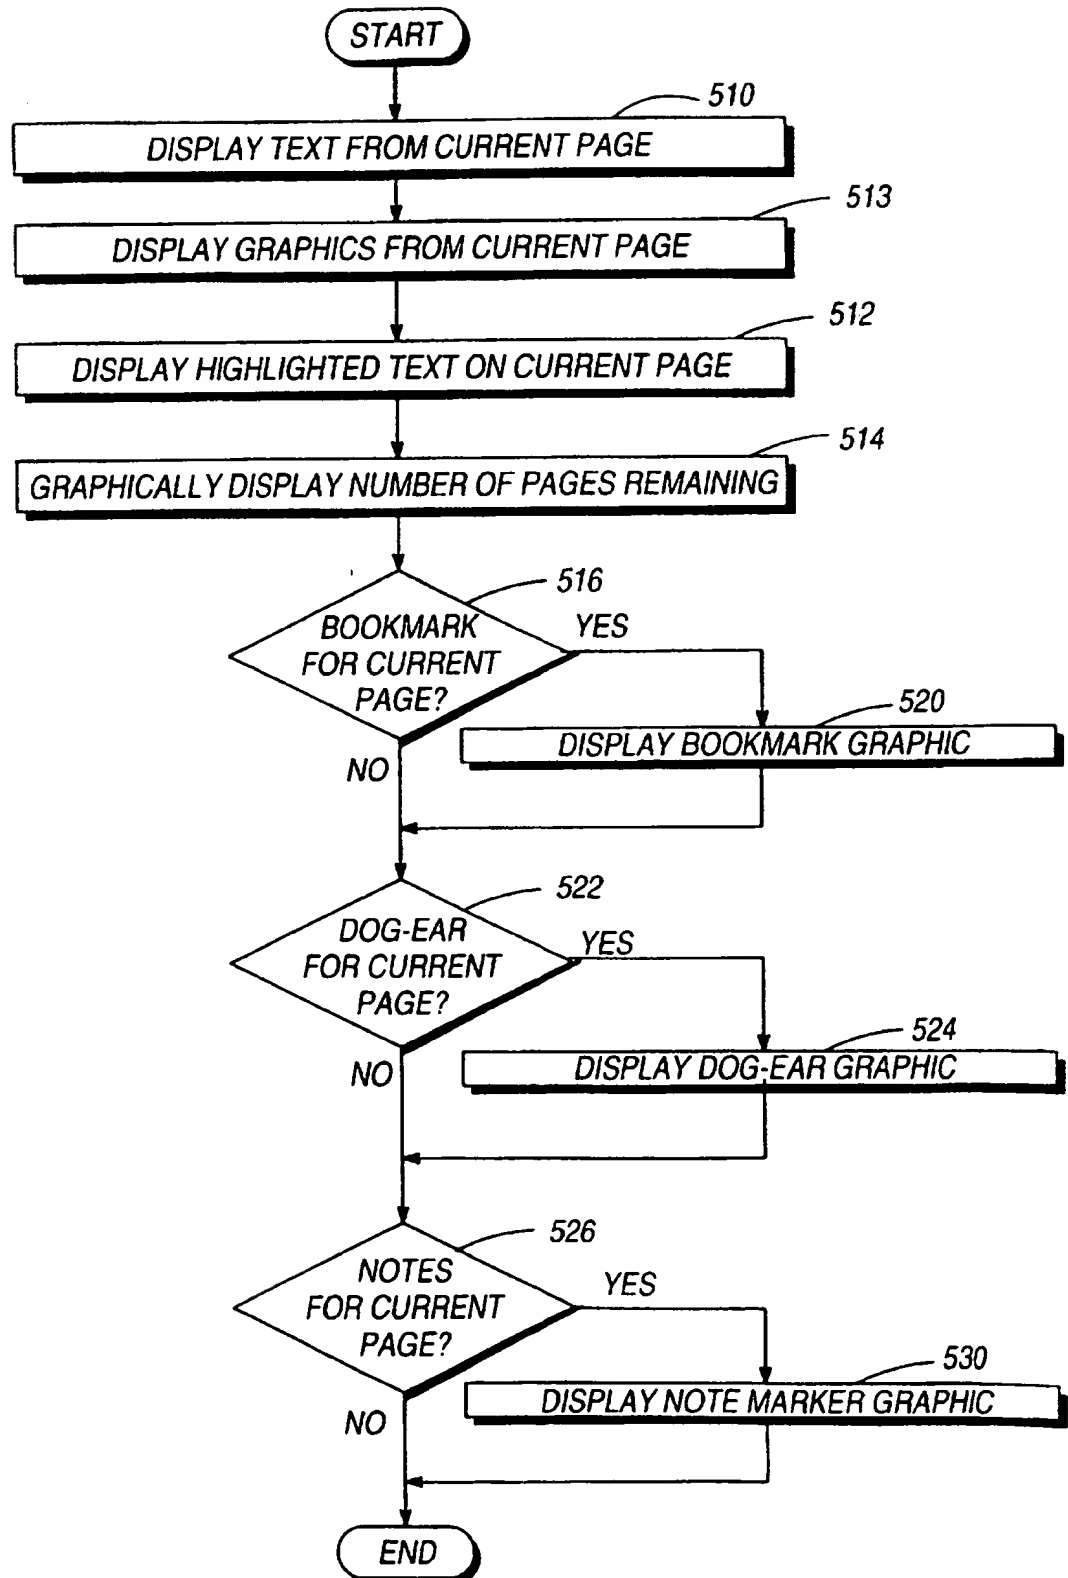 START
510
DISPLAY TEXT FROM CURRENT PAGE
513
DISPLAY GRAPHICS FROM CURRENT PAGE
512
DISPLAY HIGHLIGHTED TEXT ON CURRENT PAGE
514
GRAPHICALLY DISPLAY NUMBER OF PAGES REMAINING
516
BOOKMARK
FOR CURRENT
PAGE?
YES
520
DISPLAY BOOKMARK GRAPHIC
NO
522
DOG-EAR
FOR CURRENT
PAGE?
YES
524
DISPLAY DOG-EAR GRAPHIC
NO
526
NOTES
FOR CURRENT
PAGE?
YES
530
DISPLAY NOTE MARKER GRAPHIC
NO
END